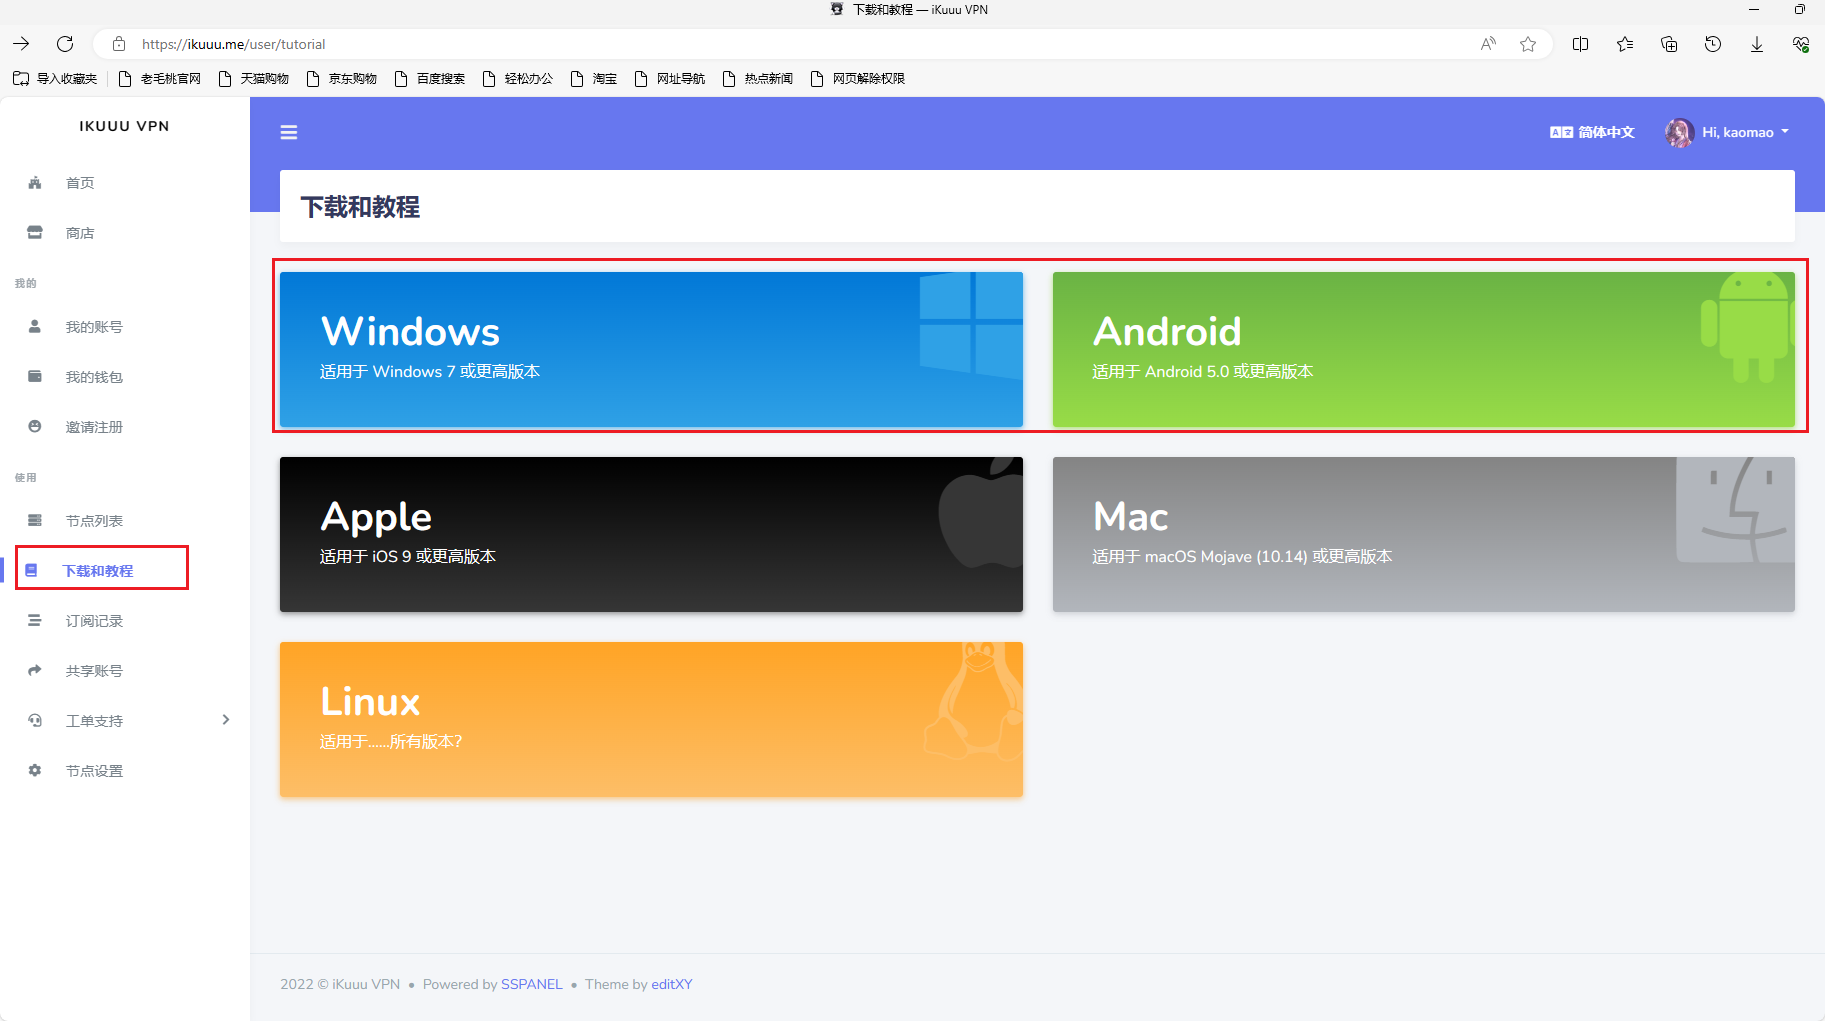 下载和教程 — iKuuu VPN
https://ikuuu.me/user/tutorial
导入收藏夹 老毛桃官网 天猫购物 京东购物 百度搜索 轻松办公 淘宝 网址导航 热点新闻 网页解除权限
IKUUU VPN
首页
商店
我的
我的账号
我的钱包
邀请注册
使用
节点列表
下载和教程
订阅记录
共享账号
工单支持
节点设置
简体中文 Hi, kaomao
下载和教程
Windows
适用于 Windows 7 或更高版本
Android
适用于 Android 5.0 或更高版本
Apple
适用于 iOS 9 或更高版本
Mac
适用于 macOS Mojave (10.14) 或更高版本
Linux
适用于......所有版本?
2022 © iKuuu VPN • Powered by SSPANEL • Theme by editXY